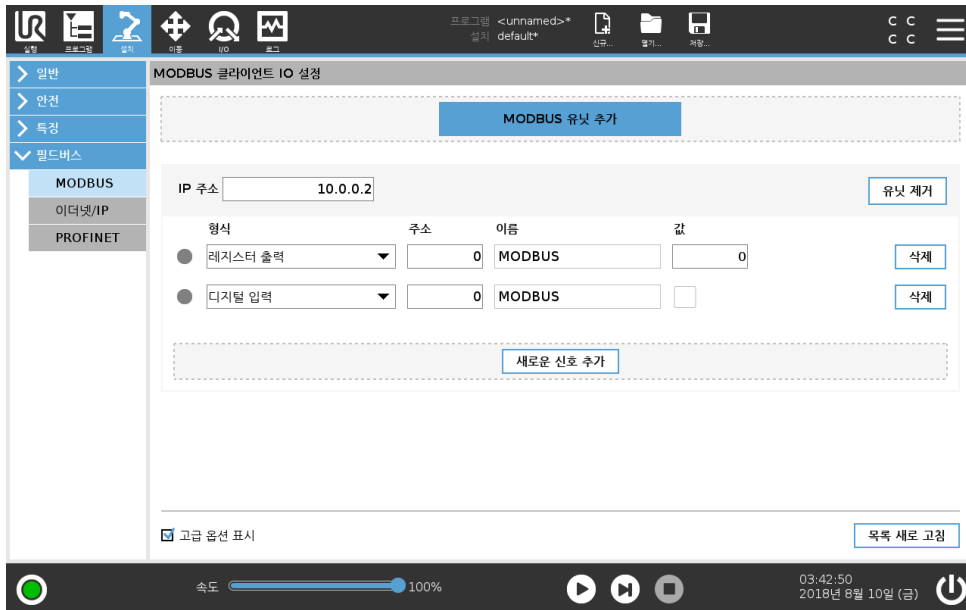 UR
프로그램 <unnamed>*
설치 default*
실행 프로그램 설치 이동 I/O 로그
신규... 열기... 저장...
C C
C C
일반
안전
특징
필드버스
MODBUS
이더넷/IP
PROFINET
MODBUS 클라이언트 IO 설정
MODBUS 유닛 추가
IP 주소 10.0.0.2 유닛 제거
형식 주소 이름 값
레지스터 출력 0 MODBUS 0 삭제
디지털 입력 0 MODBUS 삭제
새로운 신호 추가
고급 옵션 표시 목록 새로 고침
속도 100%
03:42:50
2018년 8월 10일 (금)